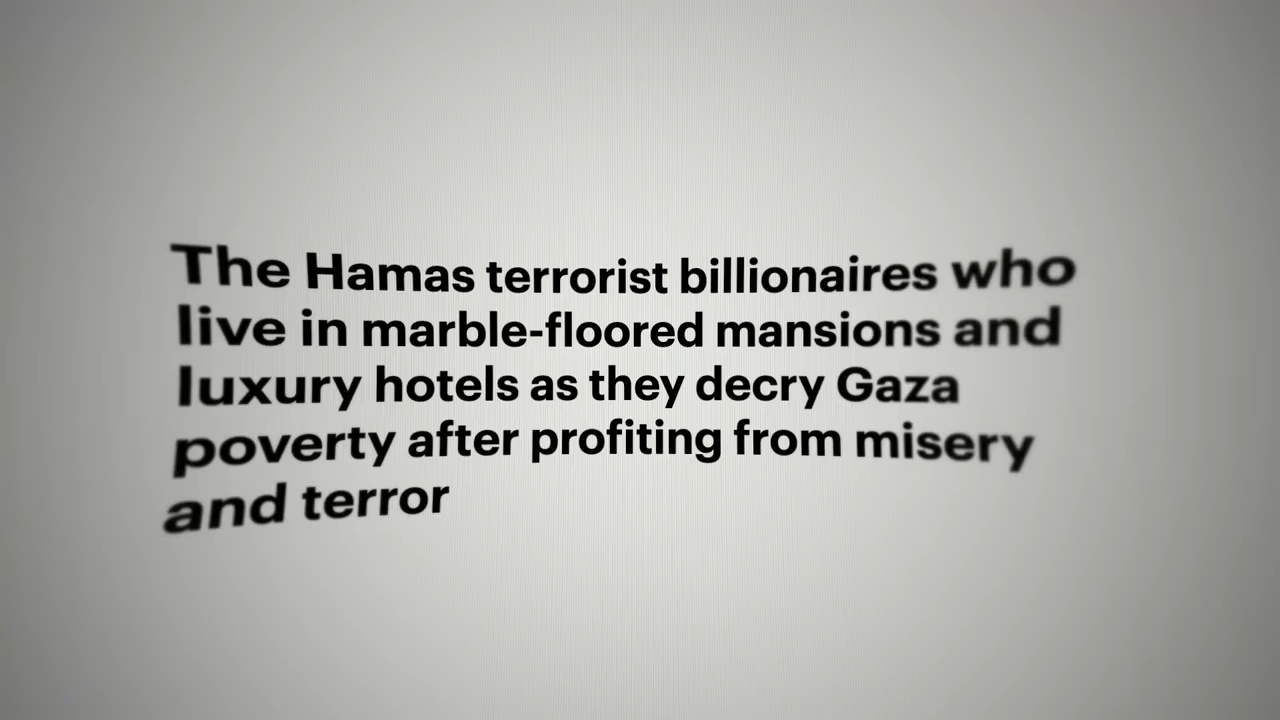 The Hamas terrorist billionaires who
live in marble-floored mansions and
luxury hotels as they decry Gaza
poverty after profiting from misery
and terror